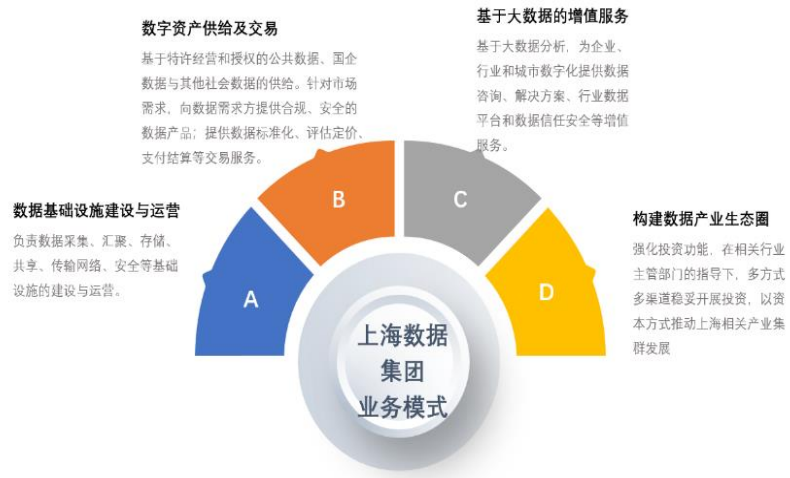 数字资产供给及交易
基于特许经营和授权的公共数据、国企
数据与其他社会数据的供给。针对市场
需求，向数据需求方提供合规、安全的
数据产品；提供数据标准化、评估定价、
支付结算等交易服务。
基于大数据的增值服务
基于大数据分析，为企业、
行业和城市数字化提供数据
咨询、解决方案、行业数据
平台和数据信任安全等增值
服务。
数据基础设施建设与运营
负责数据采集、汇聚、存储、
共享、传输网络、安全等基础
设施的建设与运营。
A
B
C
D
构建数据产业生态圈
强化投资功能，在相关行业
主管部门的指导下，多方式
多渠道稳妥开展投资，以资
本方式推动上海相关产业集
群发展
上海数据
集团
业务模式